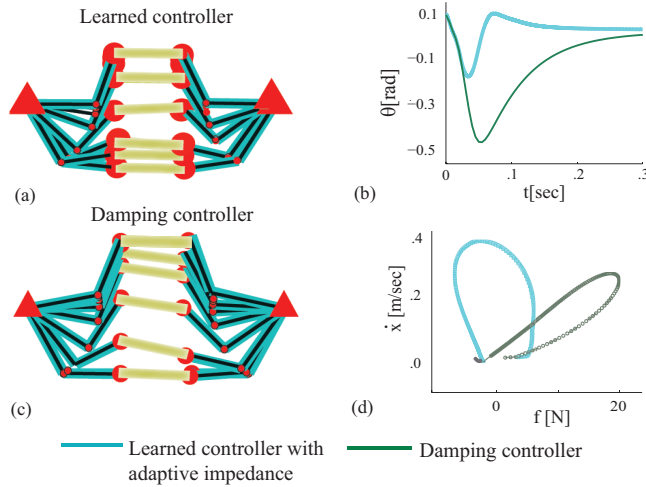 Learned controller
(a)
Damping controller
(c)
0.1
−0.1
−0.3
−0.5
θ[rad]
0 .1 .2 .3
t[sec]
(b)
.4
.2
.0
ẋ [m/sec]
0 20
f [N]
(d)
Learned controller with
adaptive impedance
Damping controller